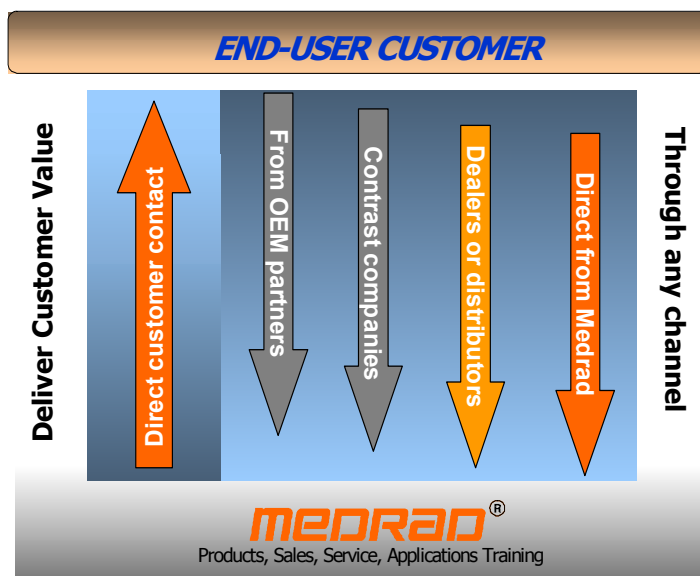 END-USER CUSTOMER
Deliver Customer Value
Direct customer contact
From OEM partners
Contrast companies
Dealers or distributors
Direct from Medrad
Through any channel
MEDRAD®
Products, Sales, Service, Applications Training